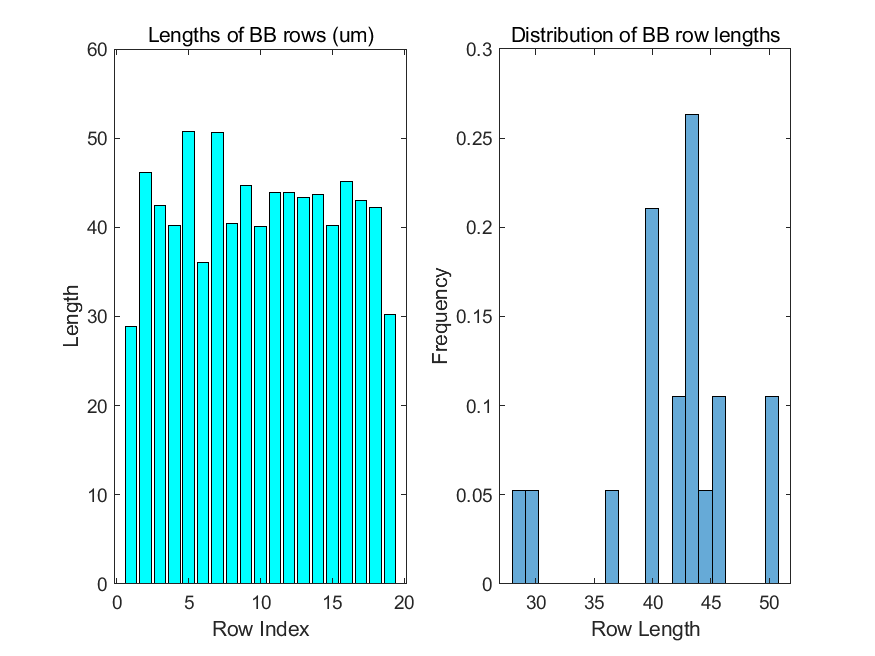 Lengths of BB rows (um)
60
50
40
30
20
10
0
Length
0 5 10 15 20
Row Index
Distribution of BB row lengths
0.3
0.25
0.2
0.15
0.1
0.05
0
Frequency
30 35 40 45 50
Row Length